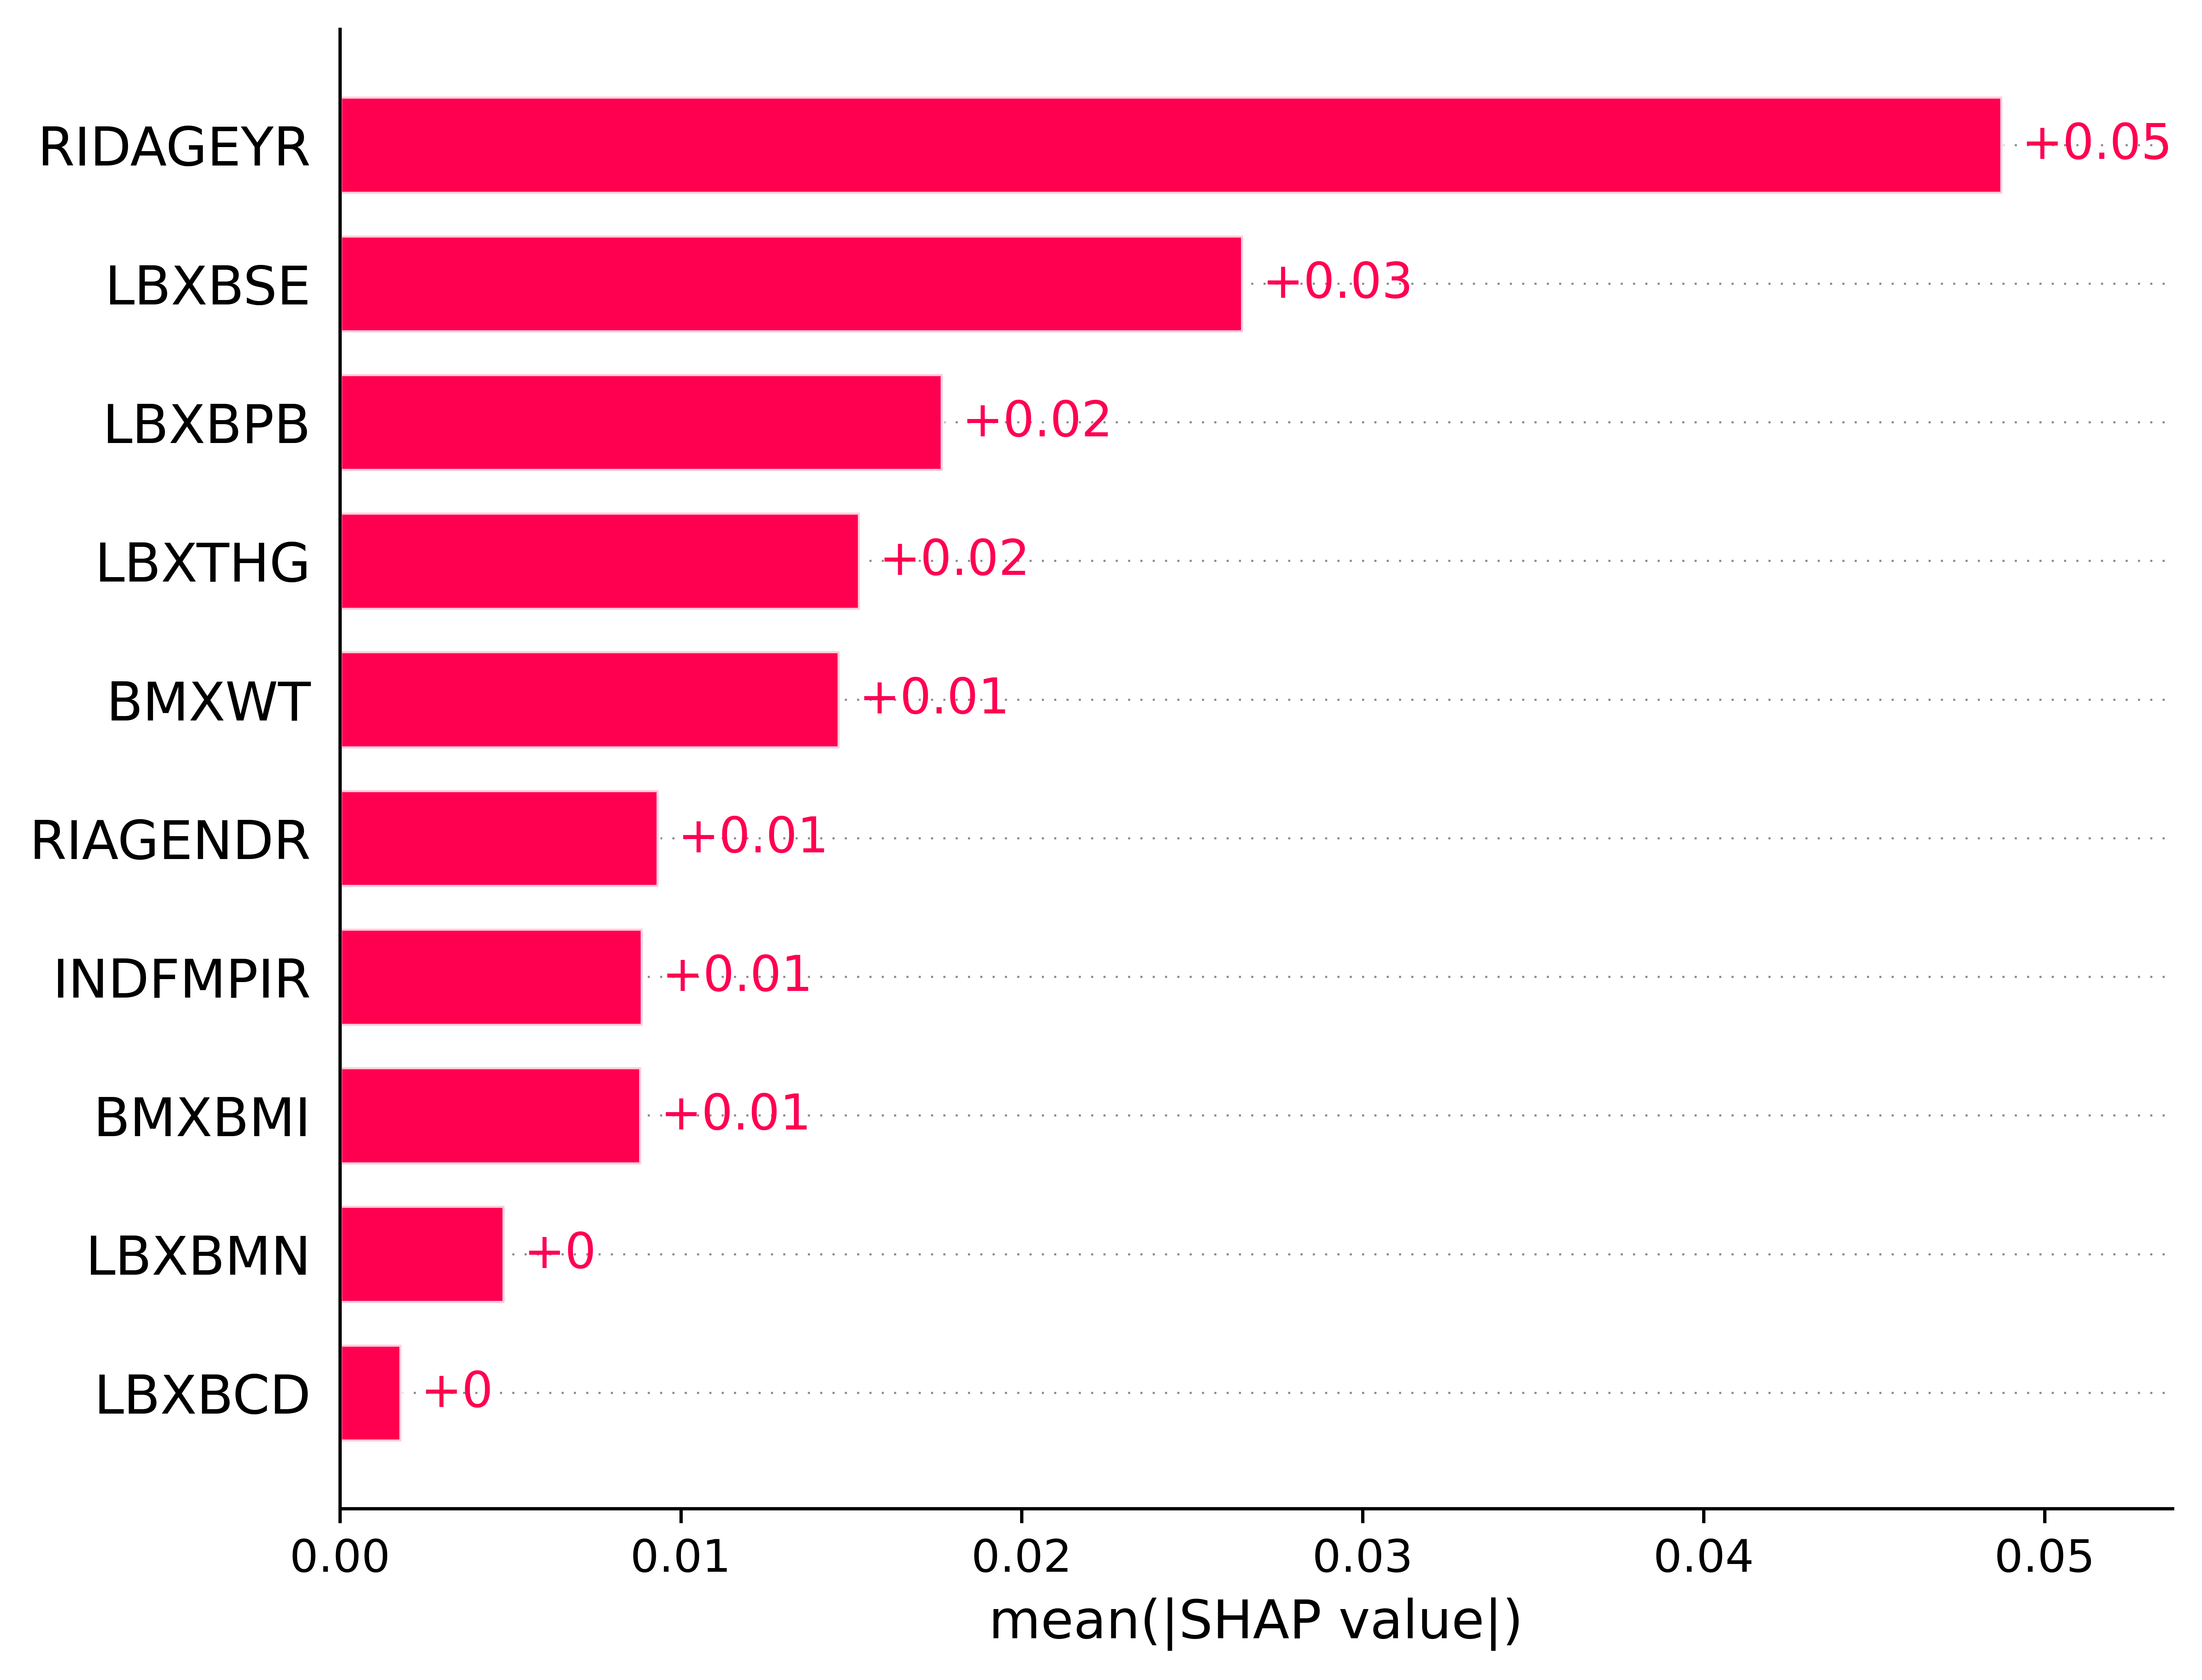 RIDAGEYR +0.05
LBXBSE +0.03
LBXBPB +0.02
LBXTHG +0.02
BMXWT +0.01
RIAGENDR +0.01
INDFMPIR +0.01
BMXBMI +0.01
LBXBMN +0
LBXBCD +0
0.00 0.01 0.02 0.03 0.04 0.05
mean(|SHAP value|)